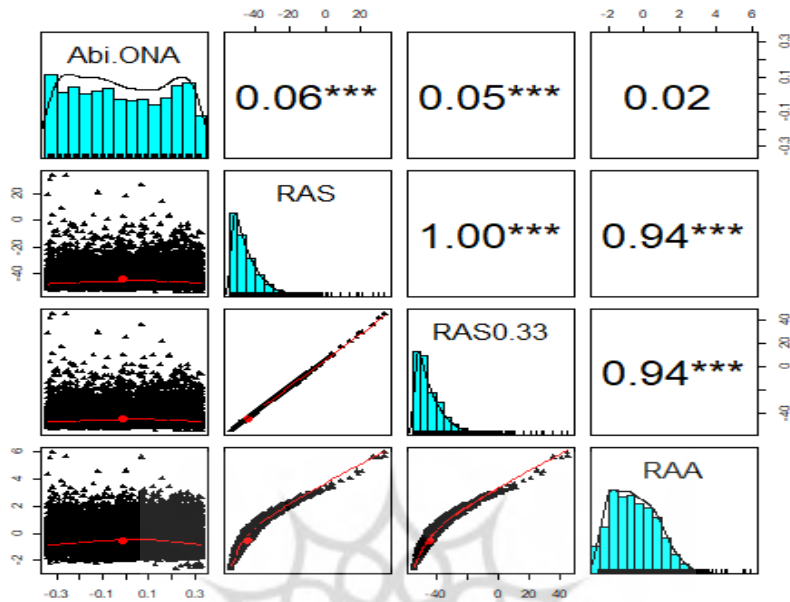 -40 -20 0 20
-2 0 2 4 6
Abi.ONA
0.06***
0.05***
0.02
-0.3 -0.1 0.1 0.3
-40 -20 0 20
RAS
1.00***
0.94***
RAS0.33
0.94***
-40 0 20 40
-2 0 2 4 6
RAA
-0.3 -0.1 0.1 0.3
-40 0 20 40